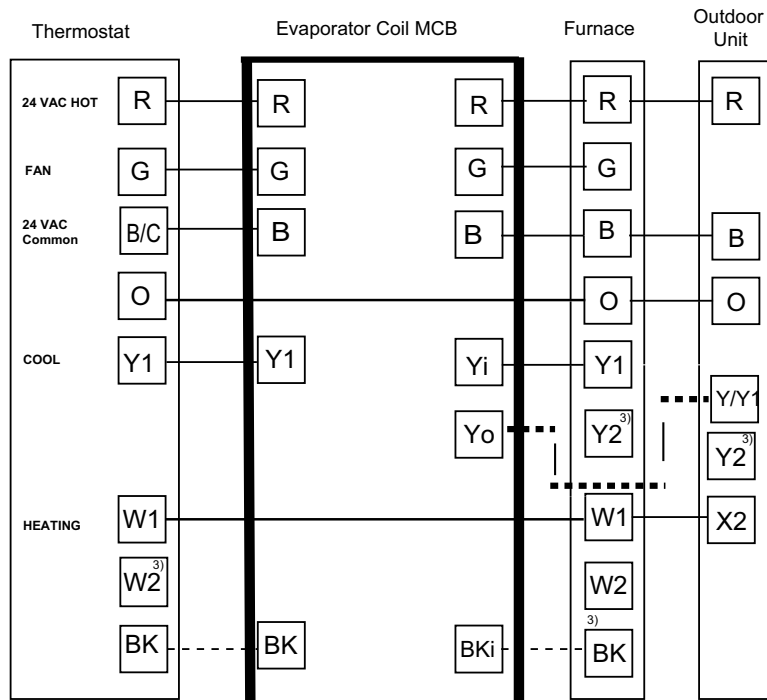 Thermostat Evaporator Coil MCB Furnace Outdoor Unit
24 VAC HOT R R R R R
FAN G G G G
24 VAC Common B/C B B B B
O O O
COOL Y1 Y1 Yi Y1 Y/Y1
Yo Y2 3) Y2 3)
HEATING W1 W1 X2
W2 3) W2
3)
BK BK BKi BK